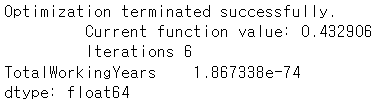 Optimization terminated successfully.
         Current function value: 0.432906
         Iterations 6
TotalWorkingYears    1.867338e-74
dtype: float64